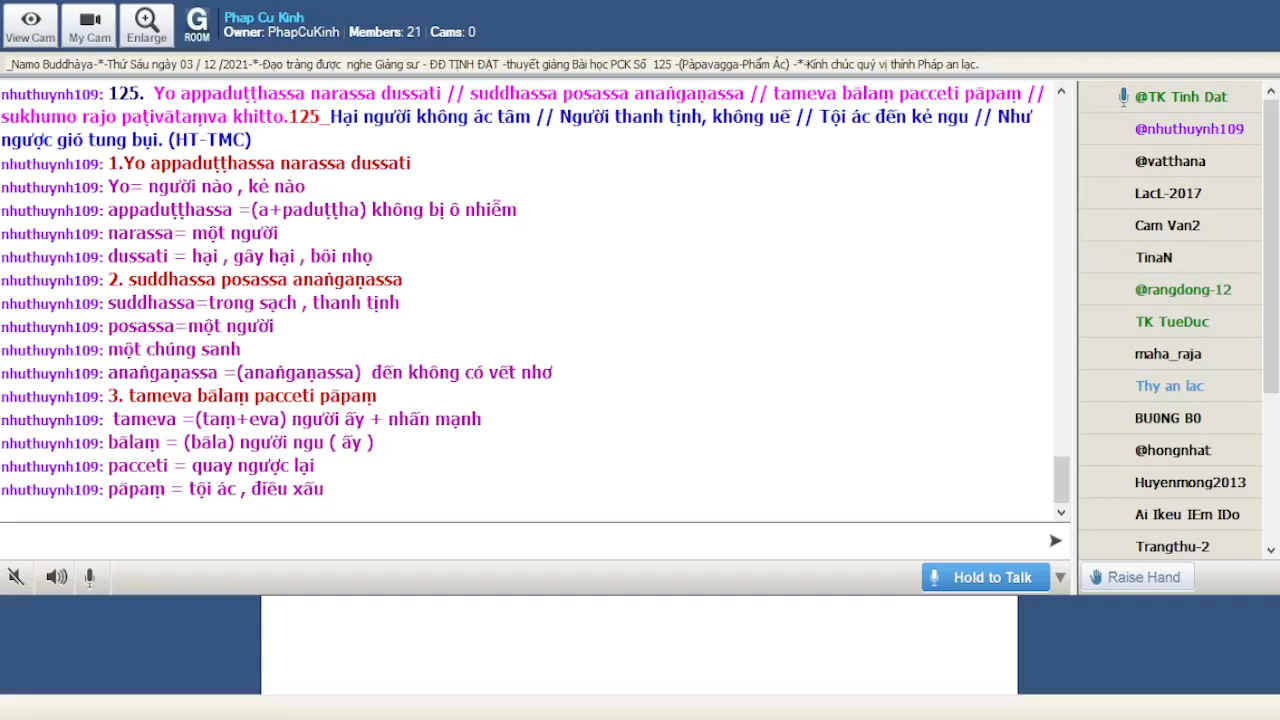 View Cam
My Cam
Enlarge
G
ROOM
Phap Cu Kinh
Owner: PhapCuKinh | Members: 21 | Cams: 0
_Namo Buddhàya-*-Thứ Sáu ngày 03 / 12 /2021-*-Đạo tràng được nghe Giảng sư - ĐĐ TỊNH ĐẠT -thuyết giảng Bài học PCK Số 125 -(Pàpavagga-Phẩm Ác) -*-Kính chúc quý vị thính Pháp an lạc.
nhuthuynh109: 125. Yo appaduṭṭhassa narassa dussati // suddhassa posassa anaṅgaṇassa // tameva bālaṃ pacceti pāpaṃ //
sukhumo rajo paṭivātaṃva khitto.125_Hại người không ác tâm // Người thanh tịnh, không uế // Tội ác đến kẻ ngu // Như
ngược gió tung bụi. (HT-TMC)
nhuthuynh109: 1.Yo appaduṭṭhassa narassa dussati
nhuthuynh109: Yo= người nào , kẻ nào
nhuthuynh109: appaduṭṭhassa =(a+paduṭṭha) không bị ô nhiễm
nhuthuynh109: narassa= một người
nhuthuynh109: dussati = hại , gây hại , bôi nhọ
nhuthuynh109: 2. suddhassa posassa anaṅgaṇassa
nhuthuynh109: suddhassa=trong sạch , thanh tịnh
nhuthuynh109: posassa=một người
nhuthuynh109: một chúng sanh
nhuthuynh109: anaṅgaṇassa =(anaṅgaṇassa) đến không có vết nhơ
nhuthuynh109: 3. tameva bālaṃ pacceti pāpaṃ
nhuthuynh109: tameva =(taṃ+eva) người ấy + nhấn mạnh
nhuthuynh109: bālaṃ = (bāla) người ngu ( ấy )
nhuthuynh109: pacceti = quay ngược lại
nhuthuynh109: pāpaṃ = tội ác , điều xấu
@TK Tinh Dat
@nhuthuynh109
@vatthana
LacL-2017
Cam Van2
TinaN
@rangdong-12
TK TueDuc
maha_raja
Thy an lac
BU0NG B0
@hongnhat
Huyenmong2013
Ai Ikeu IEm IDo
Trangthu-2
Hold to Talk
Raise Hand